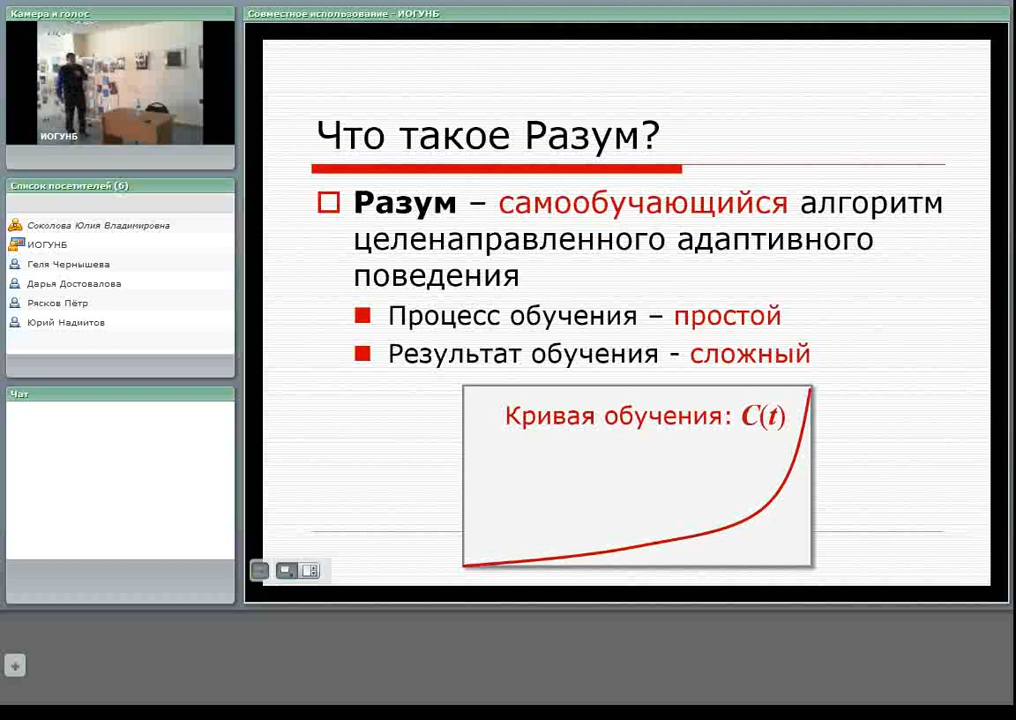 Камера и голос
ИОГУНБ
Список посетителей (6)
Соколова Юлия Владимировна
ИОГУНБ
Геля Чернышева
Дарья Достовалова
Рясков Пётр
Юрий Надмитов
Чат
Совместное использование - ИОГУНБ
Что такое Разум?
Разум – самообучающийся алгоритм
целенаправленного адаптивного
поведения
Процесс обучения – простой
Результат обучения - сложный
Кривая обучения: C(t)